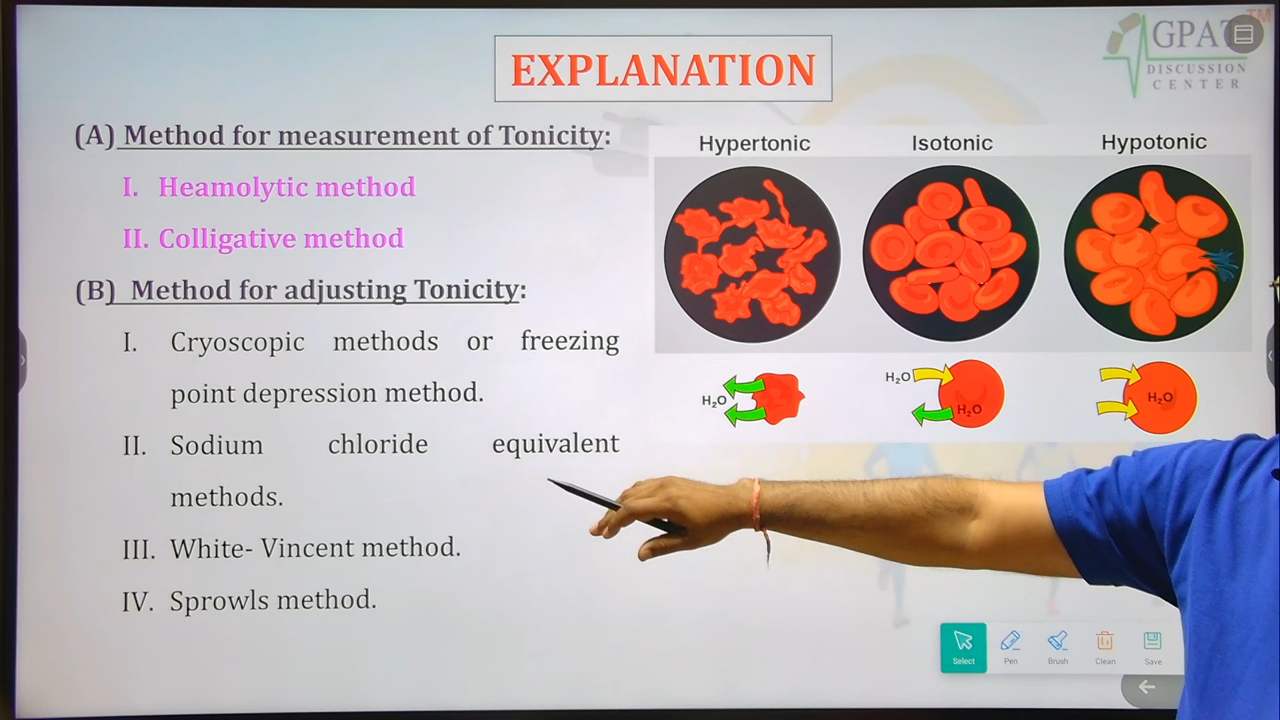 EXPLANATION
GPAT
DISCUSSION
CENTER
TM
(A) Method for measurement of Tonicity:
I. Heamolytic method
II. Colligative method
(B) Method for adjusting Tonicity:
I. Cryoscopic methods or freezing
point depression method.
II. Sodium chloride equivalent
methods.
III. White- Vincent method.
IV. Sprowls method.
Hypertonic Isotonic Hypotonic
H₂O
H₂O
H₂O
H₂O
Select Pen Brush Clean Save